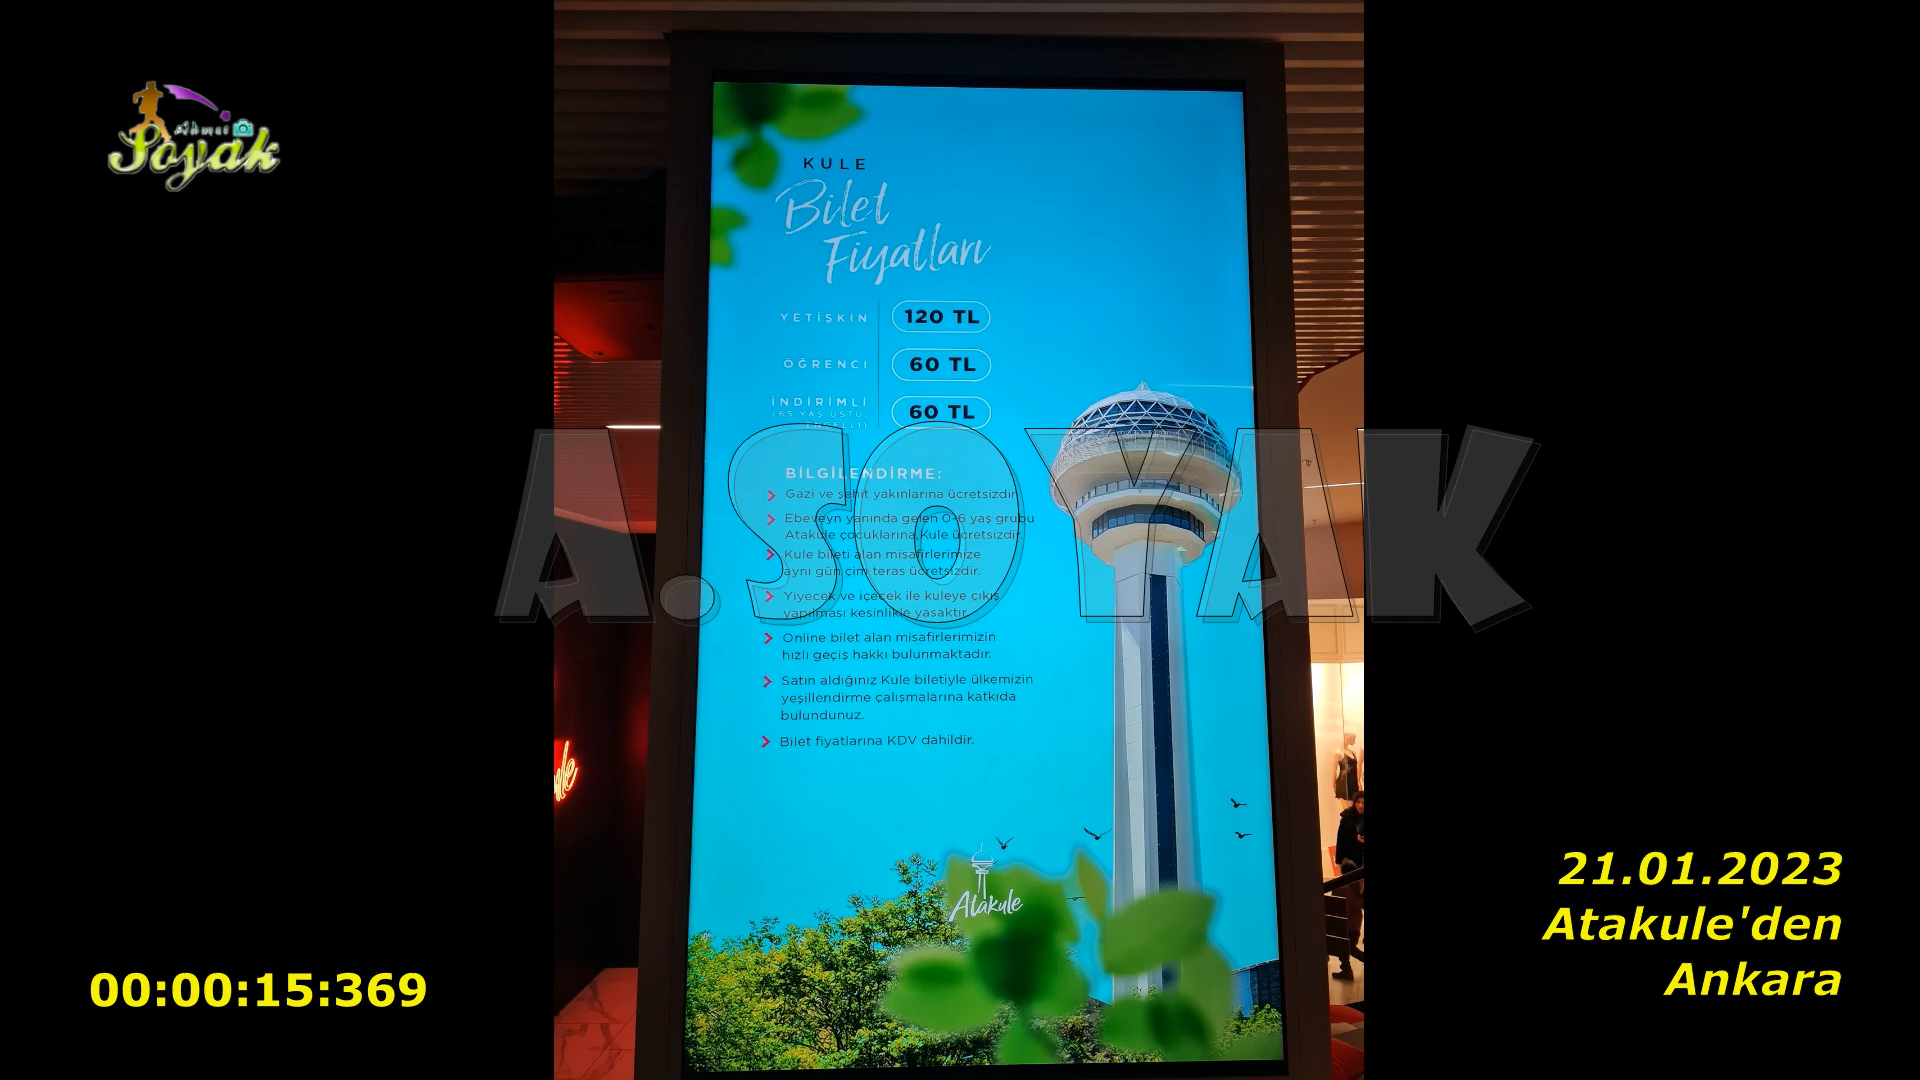 Ahmet
Soyak
KULE
Bilet
Fiyatları
YETİŞKİN 120 TL
ÖĞRENCİ 60 TL
İNDİRİMLİ 60 TL
(65 YAŞ ÜSTÜ,
ENGELLİ)
BİLGİLENDİRME:
Gazi ve şehit yakınlarına ücretsizdir.
Ebeveyn yanında gelen 0-6 yaş grubu
Atakule çocuklarına Kule ücretsizdir.
Kule bileti alan misafirlerimize
aynı gün çim teras ücretsizdir.
Yiyecek ve içecek ile kuleye çıkış
yapılması kesinlikle yasaktır.
Online bilet alan misafirlerimizin
hızlı geçiş hakkı bulunmaktadır.
Satın aldığınız Kule biletiyle ülkemizin
yeşillendirme çalışmalarına katkıda
bulundunuz.
Bilet fiyatlarına KDV dahildir.
Atakule
A.SOYAK
00:00:15:369
21.01.2023
Atakule'den
Ankara